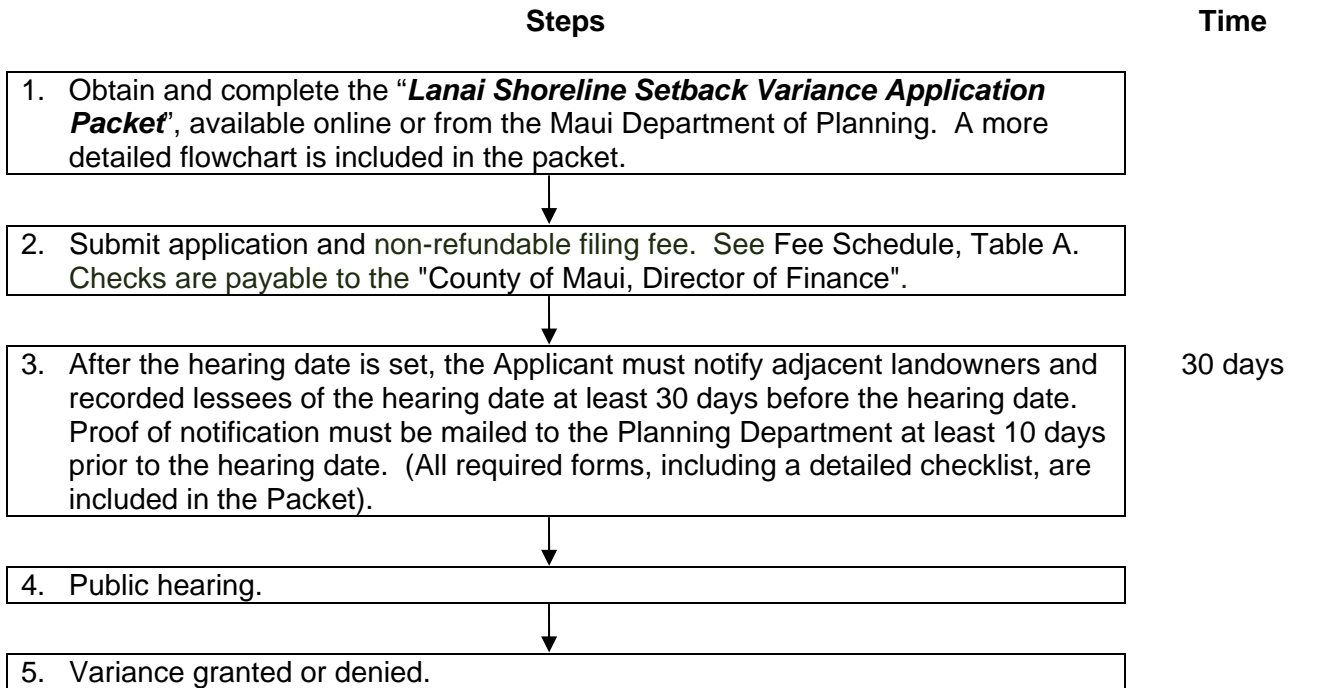 Steps Time
1. Obtain and complete the “Lanai Shoreline Setback Variance Application
Packet”, available online or from the Maui Department of Planning. A more
detailed flowchart is included in the packet.
2. Submit application and non-refundable filing fee. See Fee Schedule, Table A.
Checks are payable to the "County of Maui, Director of Finance".
3. After the hearing date is set, the Applicant must notify adjacent landowners and
recorded lessees of the hearing date at least 30 days before the hearing date.
Proof of notification must be mailed to the Planning Department at least 10 days
prior to the hearing date. (All required forms, including a detailed checklist, are
included in the Packet).
30 days
4. Public hearing.
5. Variance granted or denied.